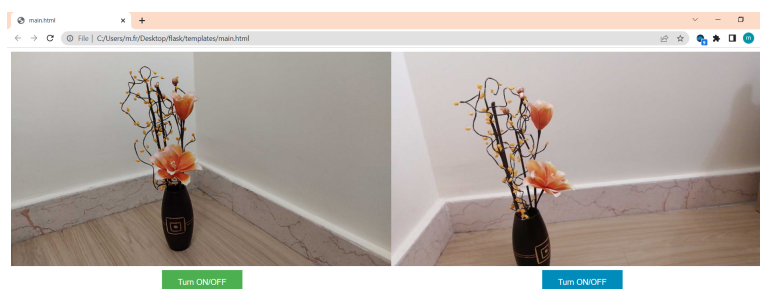 main.html
File | C:/Users/m.fr/Desktop/flask/templates/main.html
m
Turn ON/OFF
Turn ON/OFF